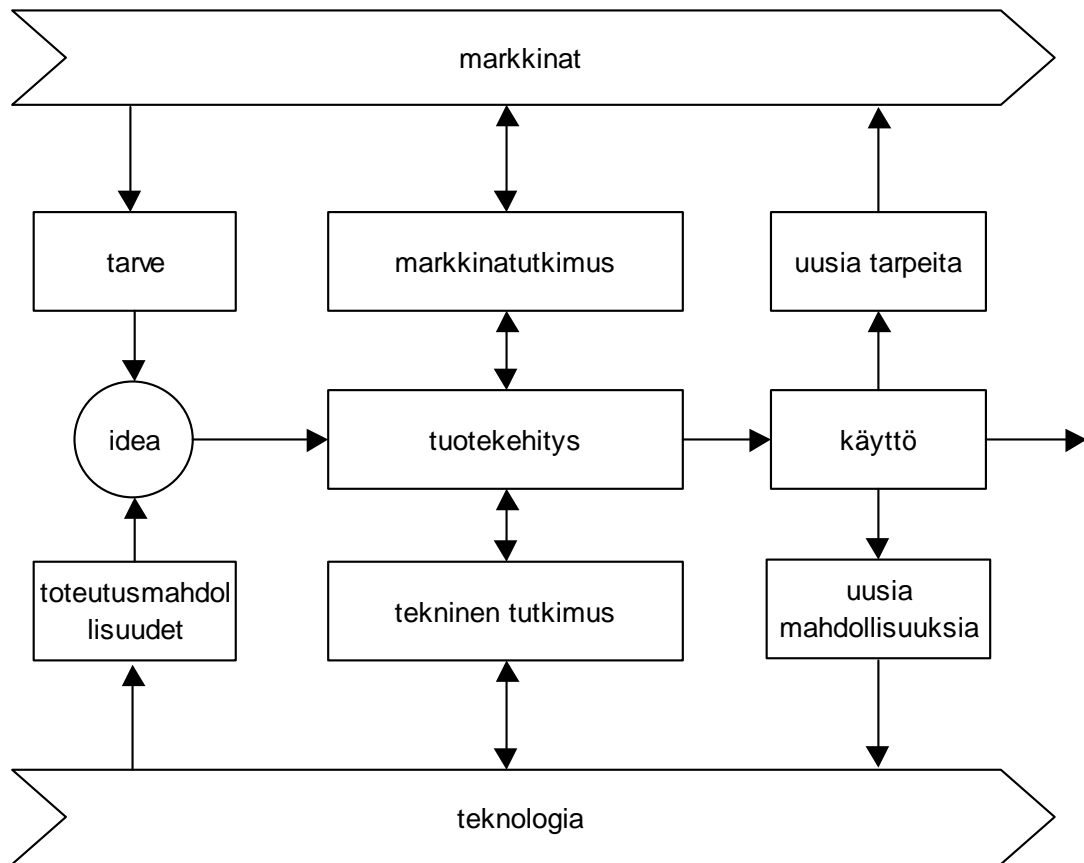 markkinat
tarve
markkinatutkimus
uusia tarpeita
idea
tuotekehitys
käyttö
toteutusmahdol
lisuudet
tekninen tutkimus
uusia
mahdollisuuksia
teknologia